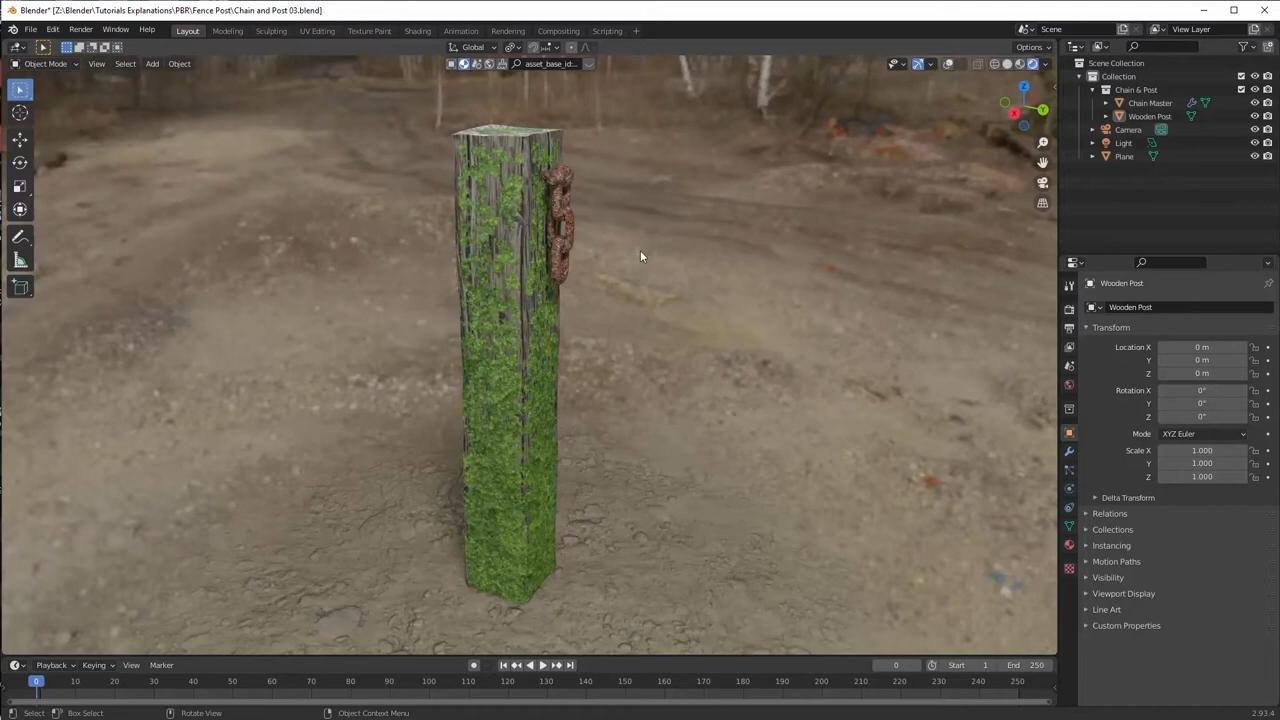 Blender* [Z:\Blender\Tutorials Explanations\PBR\Fence Post\Chain and Post 03.blend]
File Edit Render Window Help Layout Modeling Sculpting UV Editing Texture Paint Shading Animation Rendering Compositing Scripting + Scene View Layer
Global Options
Object Mode View Select Add Object asset_base_id:...
Scene Collection
Collection
Chain & Post
Chain Master
Wooden Post
Camera
Light
Plane
Z
Y
X
Wooden Post
Wooden Post
Transform
Location X 0 m
Y 0 m
Z 0 m
Rotation X 0°
Y 0°
Z 0°
Mode XYZ Euler
Scale X 1.000
Y 1.000
Z 1.000
Delta Transform
Relations
Collections
Instancing
Motion Paths
Visibility
Viewport Display
Line Art
Custom Properties
Playback Keying View Marker 0 Start 1 End 250
0 10 20 30 40 50 60 70 80 90 100 110 120 130 140 150 160 170 180 190 200 210 220 230 240 250
Select Box Select Rotate View Object Context Menu 2.93.4